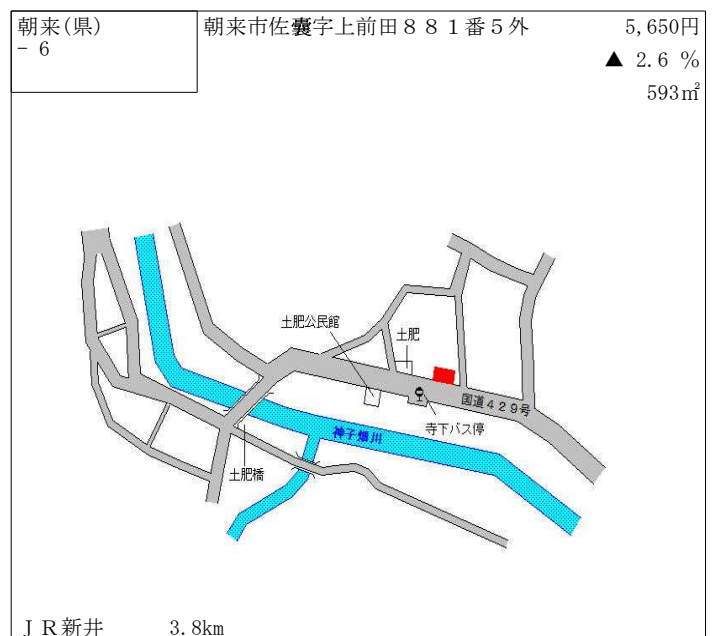 朝来(県)
- 6
朝来市佐囊字上前田８８１番５外
5,650円
▲ 2.6 %
593㎡
土肥公民館
土肥
国道４２９号
寺下バス停
神子畑川
土肥橋
ＪＲ新井 3.8km